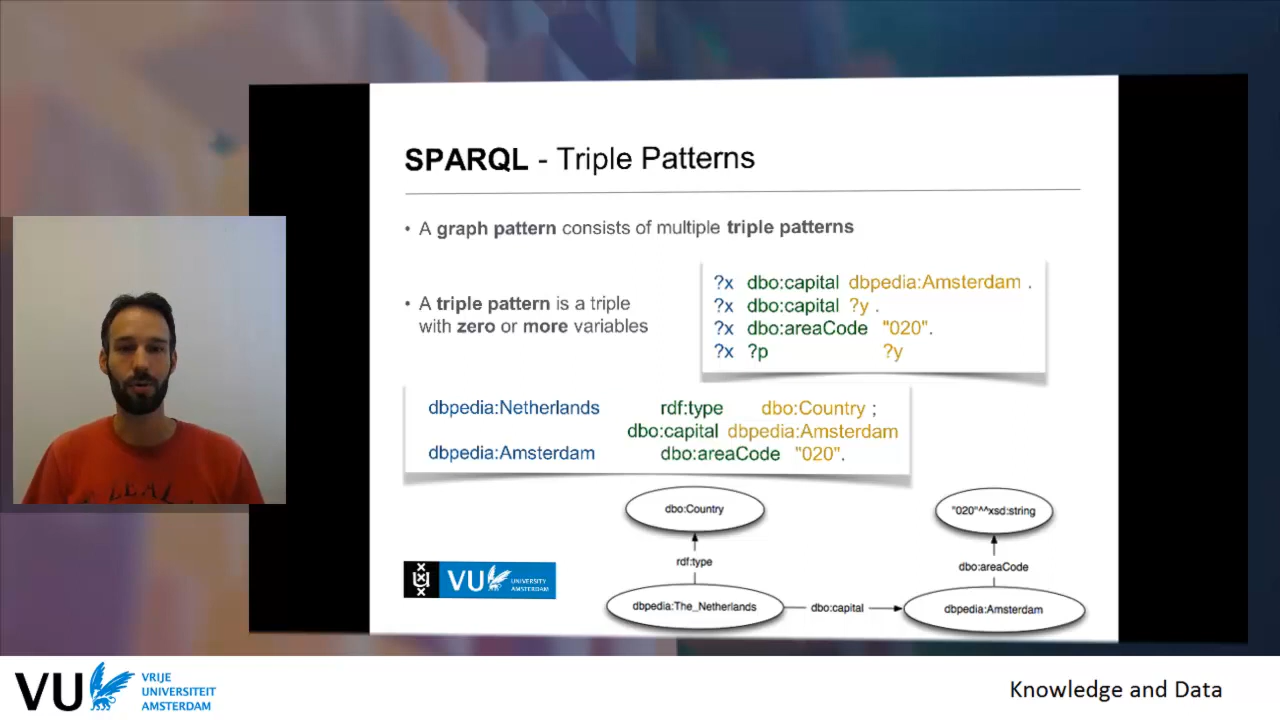 SPARQL - Triple Patterns
• A graph pattern consists of multiple triple patterns
• A triple pattern is a triple
with zero or more variables
?x dbo:capital dbpedia:Amsterdam .
?x dbo:capital ?y .
?x dbo:areaCode "020".
?x ?p ?y
dbpedia:Netherlands rdf:type dbo:Country ;
dbo:capital dbpedia:Amsterdam
dbpedia:Amsterdam dbo:areaCode "020".
dbo:Country
"020"^^xsd:string
rdf:type
dbo:areaCode
dbpedia:The_Netherlands
dbo:capital
dbpedia:Amsterdam
VU
UNIVERSITY
AMSTERDAM
VU
VRIJE
UNIVERSITEIT
AMSTERDAM
Knowledge and Data